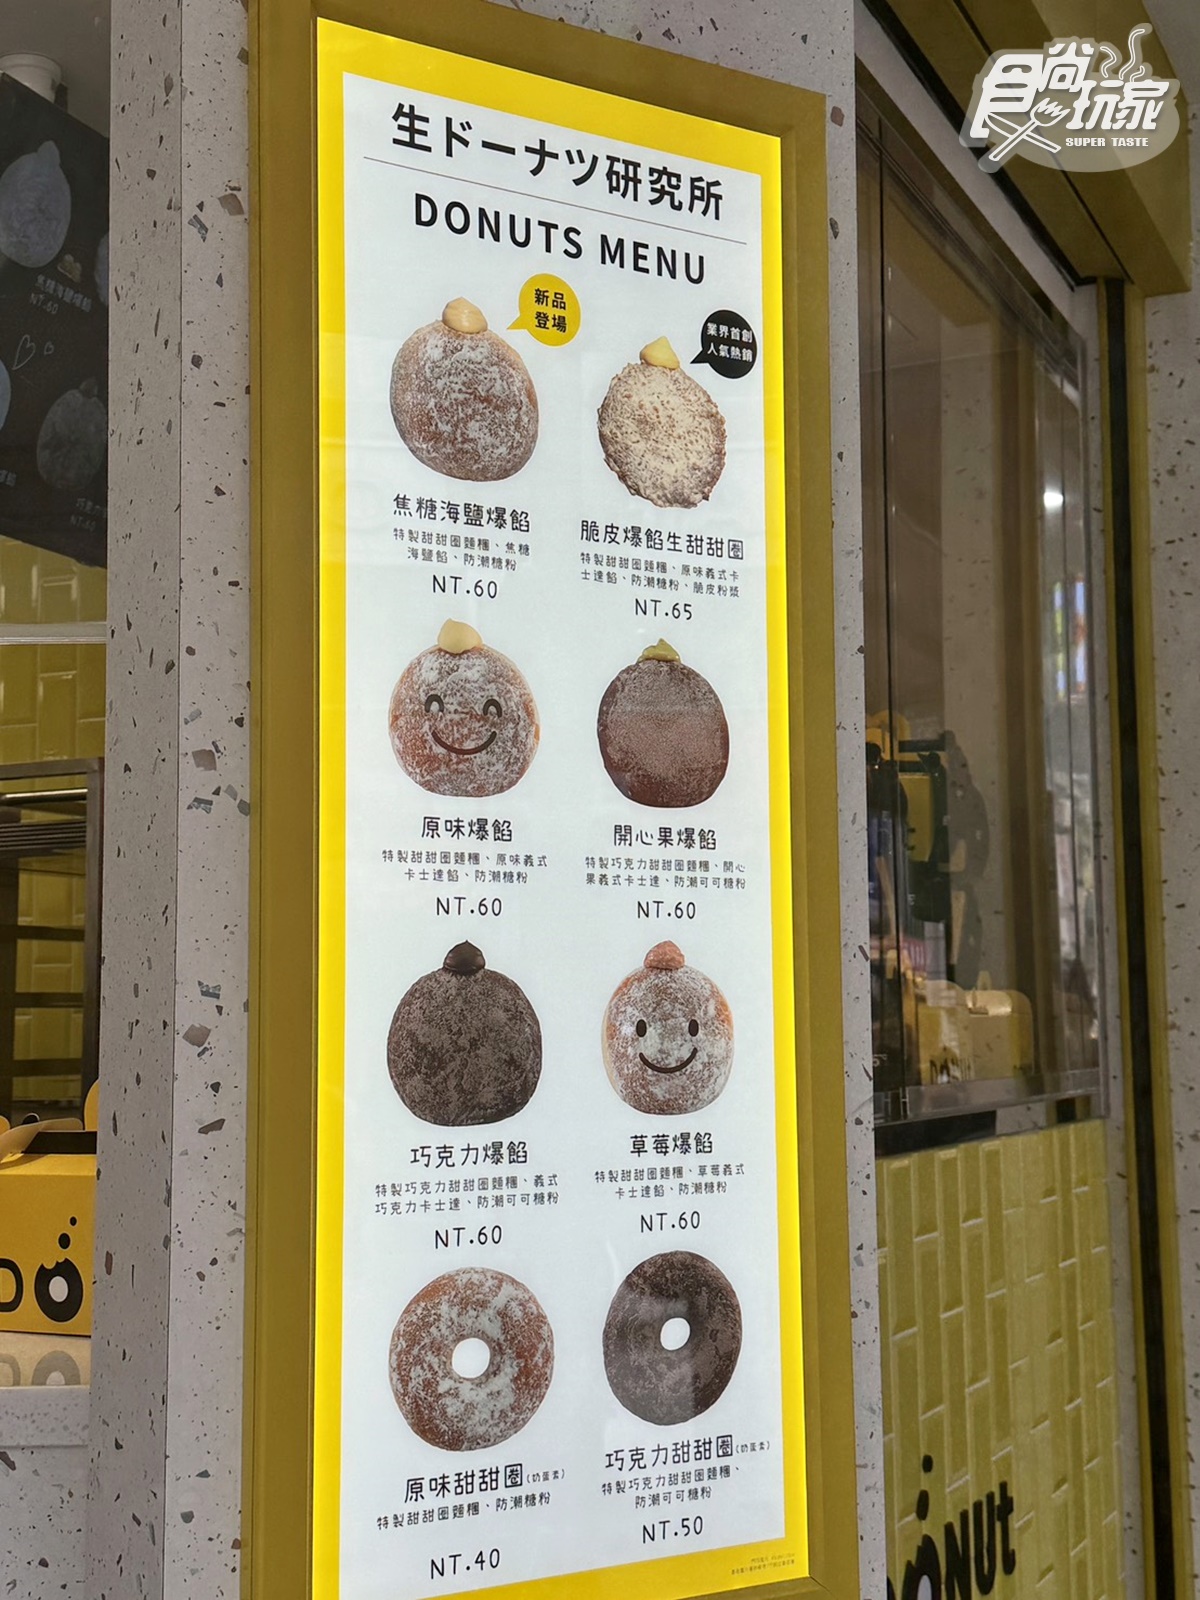 食尚玩家
SUPER TASTE
生ドーナツ研究所
DONUTS MENU
新品
登場
業界首創
人氣熱銷
焦糖海鹽爆餡
特製甜甜圈麵糰、焦糖
海鹽餡、防潮糖粉
NT.60
脆皮爆餡生甜甜圈
特製甜甜圈麵糰、原味義式卡
士達餡、防潮糖粉、脆皮粉漿
NT.65
原味爆餡
特製甜甜圈麵糰、原味義式
卡士達餡、防潮糖粉
NT.60
開心果爆餡
特製巧克力甜甜圈麵糰、開心
果義式卡士達、防潮可可糖粉
NT.60
巧克力爆餡
特製巧克力甜甜圈麵糰、義式
巧克力卡士達、防潮可可糖粉
NT.60
草莓爆餡
特製甜甜圈麵糰、草莓義式
卡士達餡、防潮糖粉
NT.60
原味甜甜圈(奶蛋素)
特製甜甜圈麵糰、防潮糖粉
NT.40
巧克力甜甜圈(奶蛋素)
特製巧克力甜甜圈麵糰、
防潮可可糖粉
NT.50
焦糖海鹽爆餡
NT.60
DONUt